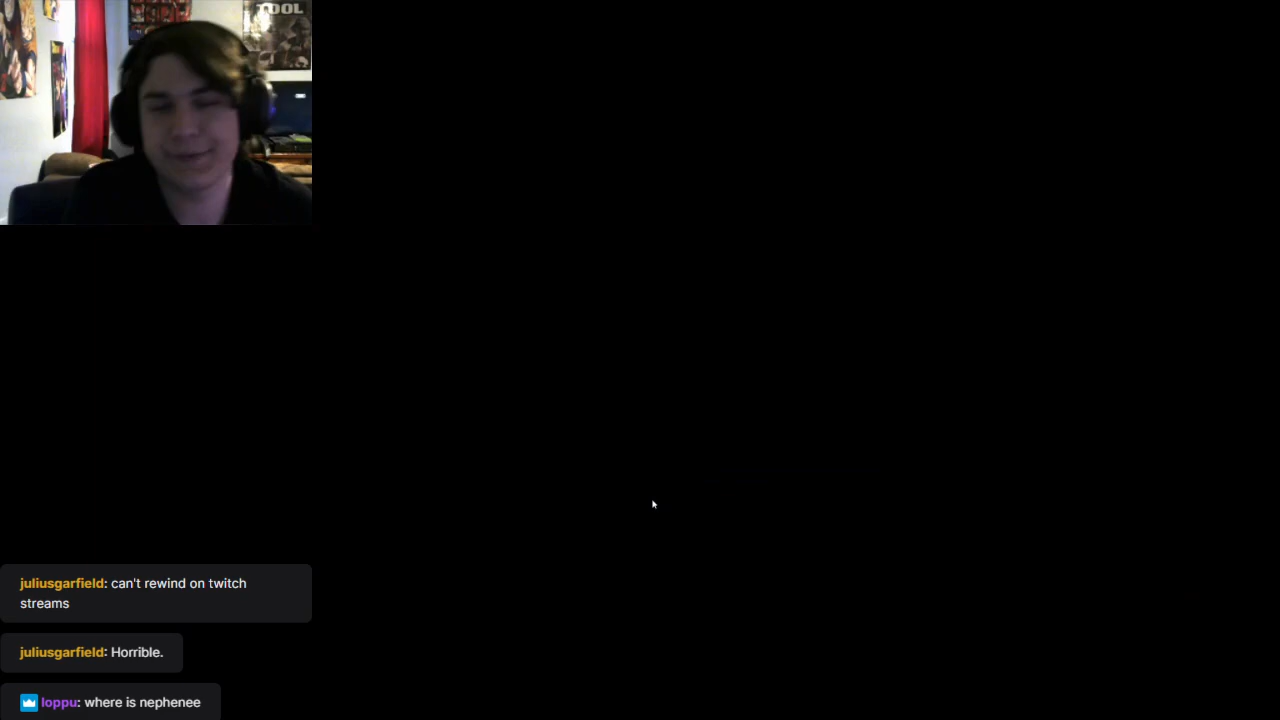 TOOL
juliusgarfield: can't rewind on twitch
streams
juliusgarfield: Horrible.
loppu: where is nephenee